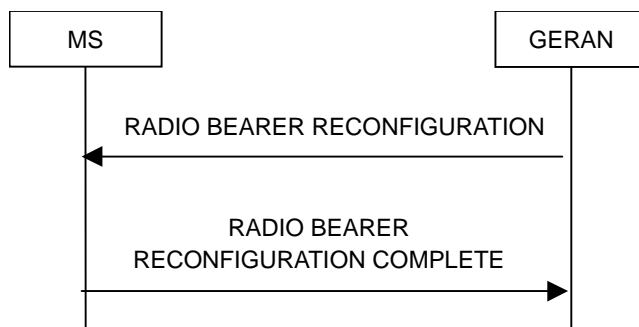 MS
GERAN
RADIO BEARER RECONFIGURATION
RADIO BEARER
RECONFIGURATION COMPLETE